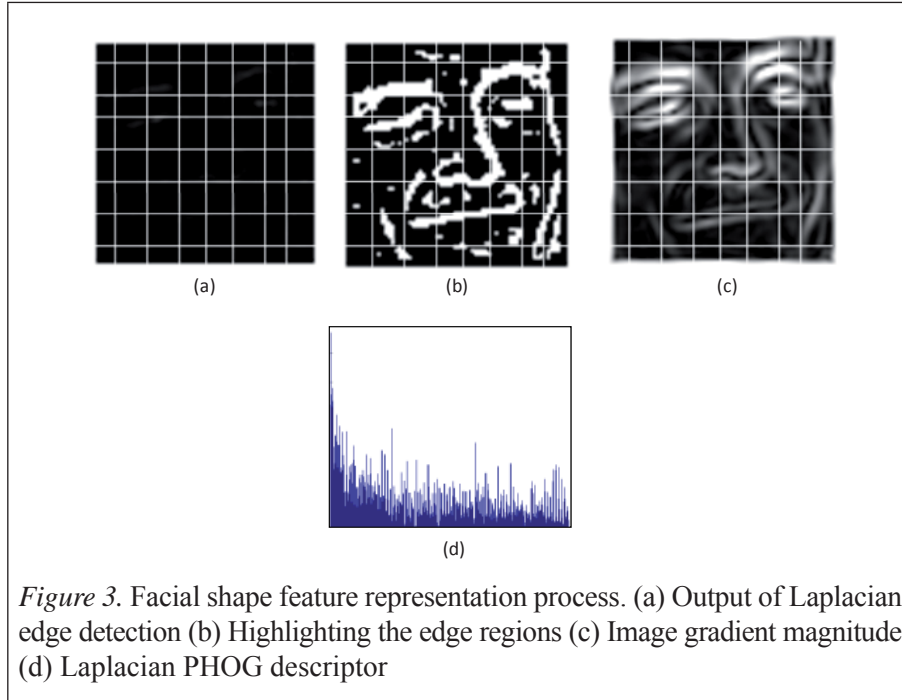 (a) (b) (c)
(d)
Figure 3. Facial shape feature representation process. (a) Output of Laplacian
edge detection (b) Highlighting the edge regions (c) Image gradient magnitude
(d) Laplacian PHOG descriptor